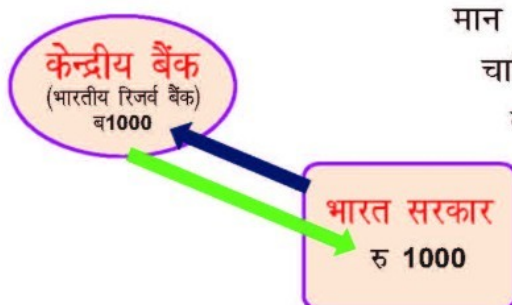 मान
केन्द्रीय बैंक
(भारतीय रिजर्व बैंक)
ब1000
भारत सरकार
रु 1000